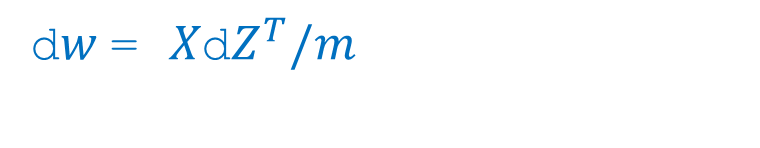 dw = XdZ^T/m